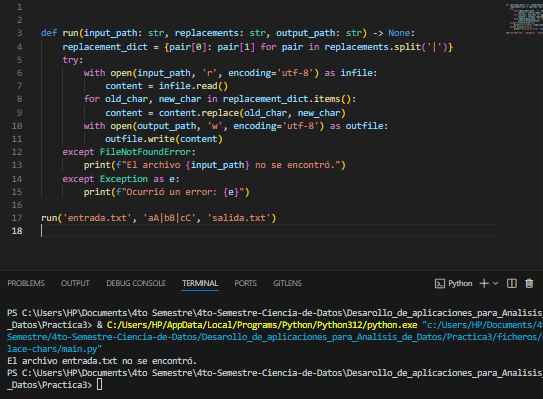 1
2
3 def run(input_path: str, replacements: str, output_path: str) -> None:
4     replacement_dict = {pair[0]: pair[1] for pair in replacements.split('|')}
5     try:
6         with open(input_path, 'r', encoding='utf-8') as infile:
7             content = infile.read()
8         for old_char, new_char in replacement_dict.items():
9             content = content.replace(old_char, new_char)
10         with open(output_path, 'w', encoding='utf-8') as outfile:
11             outfile.write(content)
12     except FileNotFoundError:
13         print(f"El archivo {input_path} no se encontró.")
14     except Exception as e:
15         print(f"Ocurrió un error: {e}")
16
17 run('entrada.txt', 'aA|bB|cC', 'salida.txt')
18
PROBLEMS OUTPUT DEBUG CONSOLE TERMINAL PORTS GITLENS Python
PS C:\Users\HP\Documents\4to Semestre\4to-Semestre-Ciencia-de-Datos\Desarollo_de_aplicaciones_para_Analisis_
_Datos\Practica3> & C:/Users/HP/AppData/Local/Programs/Python/Python312/python.exe "c:/Users/HP/Documents/4t
Semestre/4to-Semestre-Ciencia-de-Datos/Desarollo_de_aplicaciones_para_Analisis_de_Datos/Practica3/ficheros/
lace-chars/main.py"
El archivo entrada.txt no se encontró.
PS C:\Users\HP\Documents\4to Semestre\4to-Semestre-Ciencia-de-Datos\Desarollo_de_aplicaciones_para_Analisis_
_Datos\Practica3>